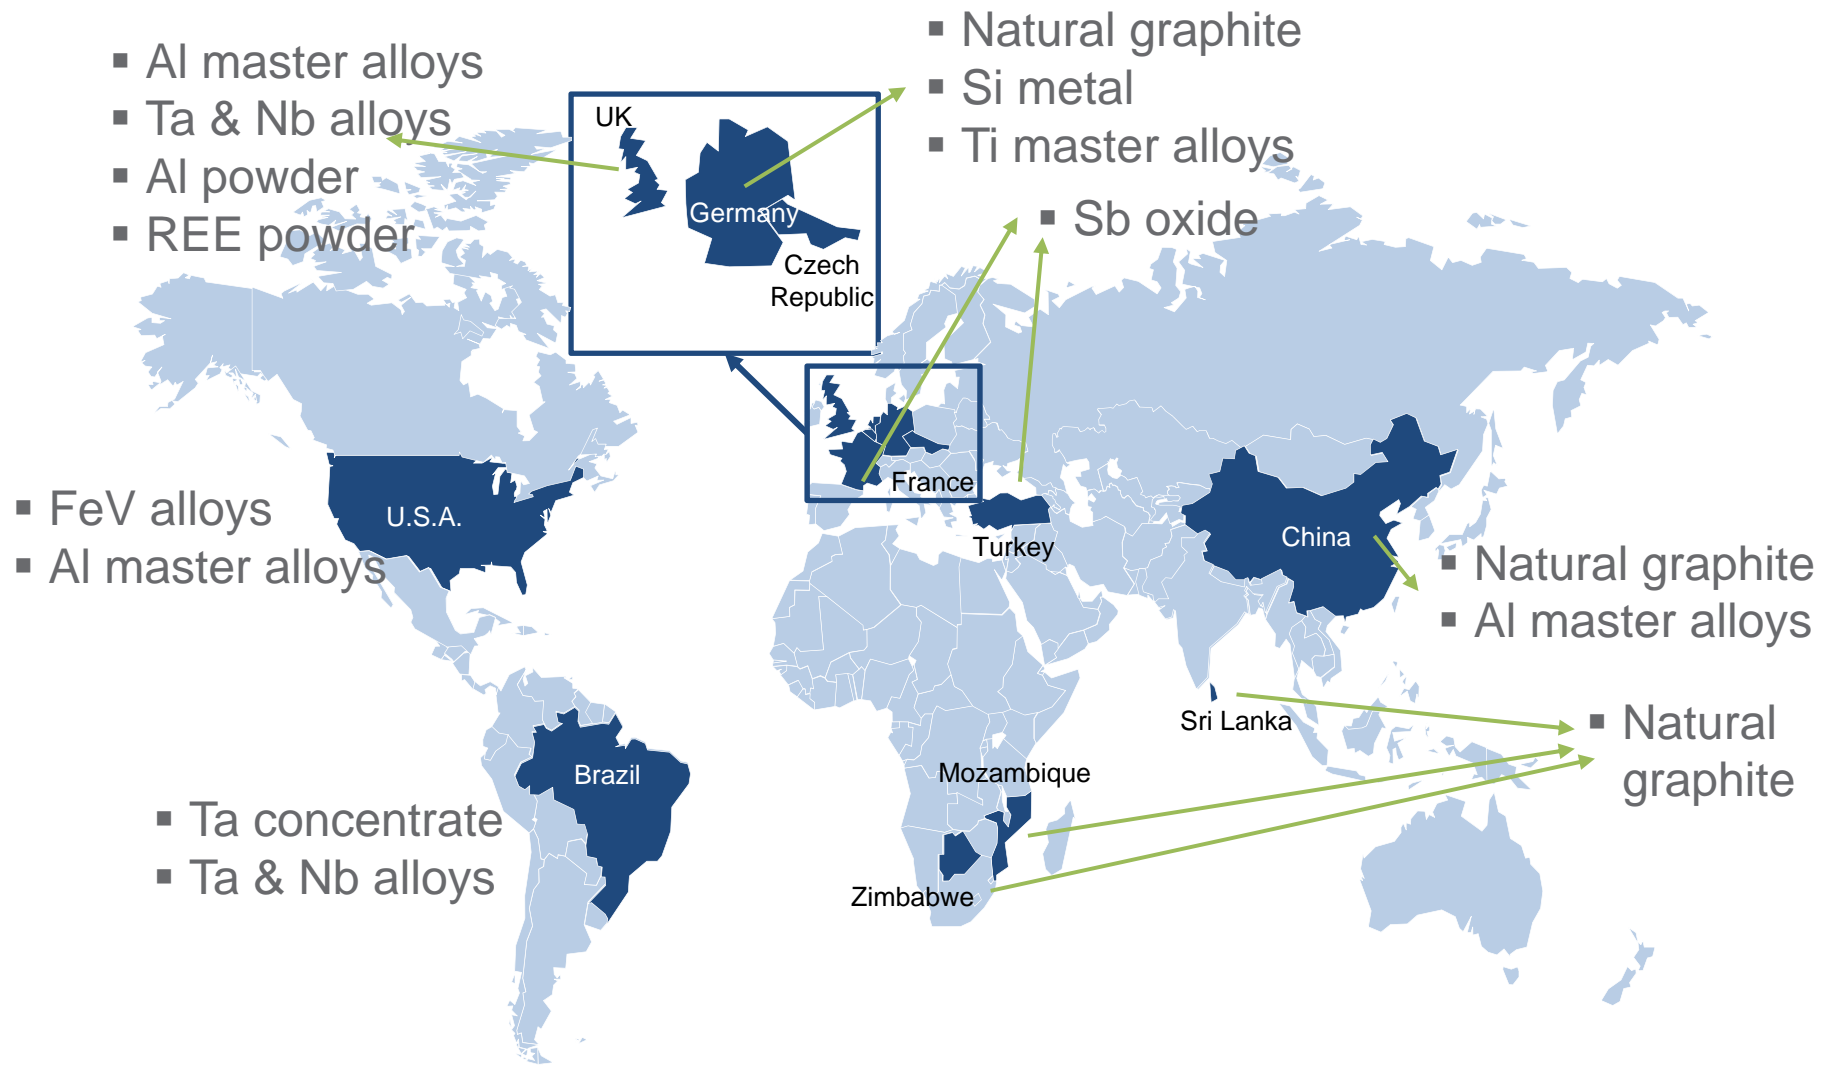 ▪ Al master alloys
▪ Ta & Nb alloys
▪ Al powder
▪ REE powder
UK
Germany
Czech
Republic
▪ Natural graphite
▪ Si metal
▪ Ti master alloys
▪ Sb oxide
France
Turkey
▪ FeV alloys
▪ Al master alloys
U.S.A.
China
▪ Natural graphite
▪ Al master alloys
Sri Lanka
▪ Natural
graphite
Mozambique
Zimbabwe
Brazil
▪ Ta concentrate
▪ Ta & Nb alloys